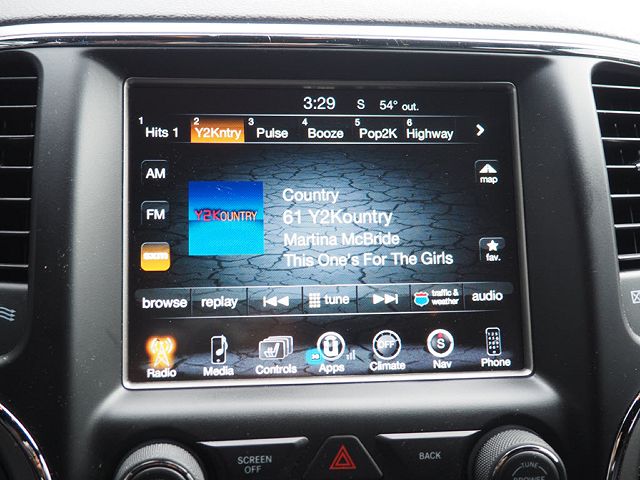 3:29 S 54° out.
1 Hits 1 2 Y2Kntry 3 Pulse 4 Booze 5 Pop2K 6 Highway
AM
map
Y2KOUNTRY
Country
61 Y2Kountry
Martina McBride
This One's For The Girls
FM
fav.
browse replay tune traffic & weather audio
OFF S
Radio Media Controls Apps Climate Nav Phone
SCREEN OFF
BACK
TUNE
BROWSE